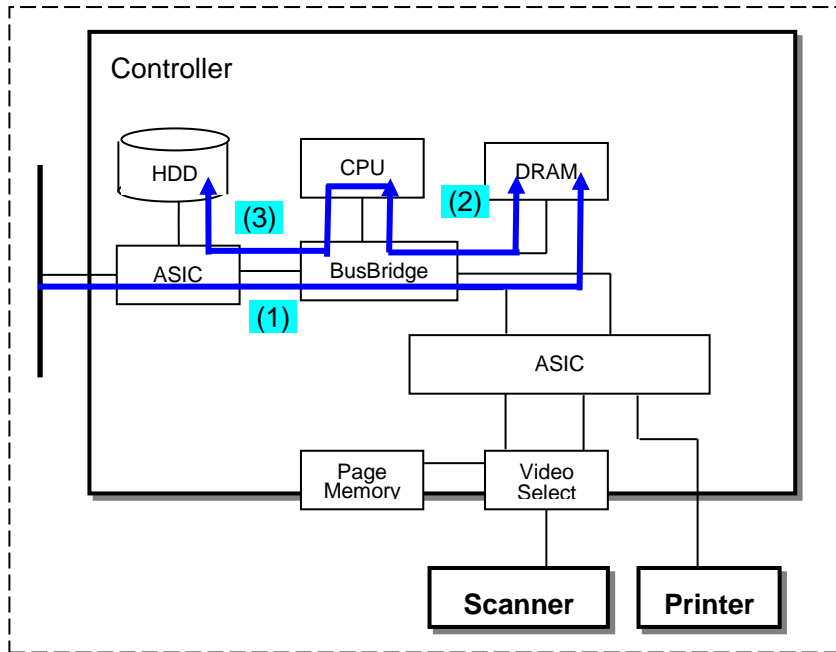 Controller
HDD
CPU
DRAM
(3)
(2)
ASIC
BusBridge
(1)
ASIC
Page
Memory
Video
Select
Scanner
Printer